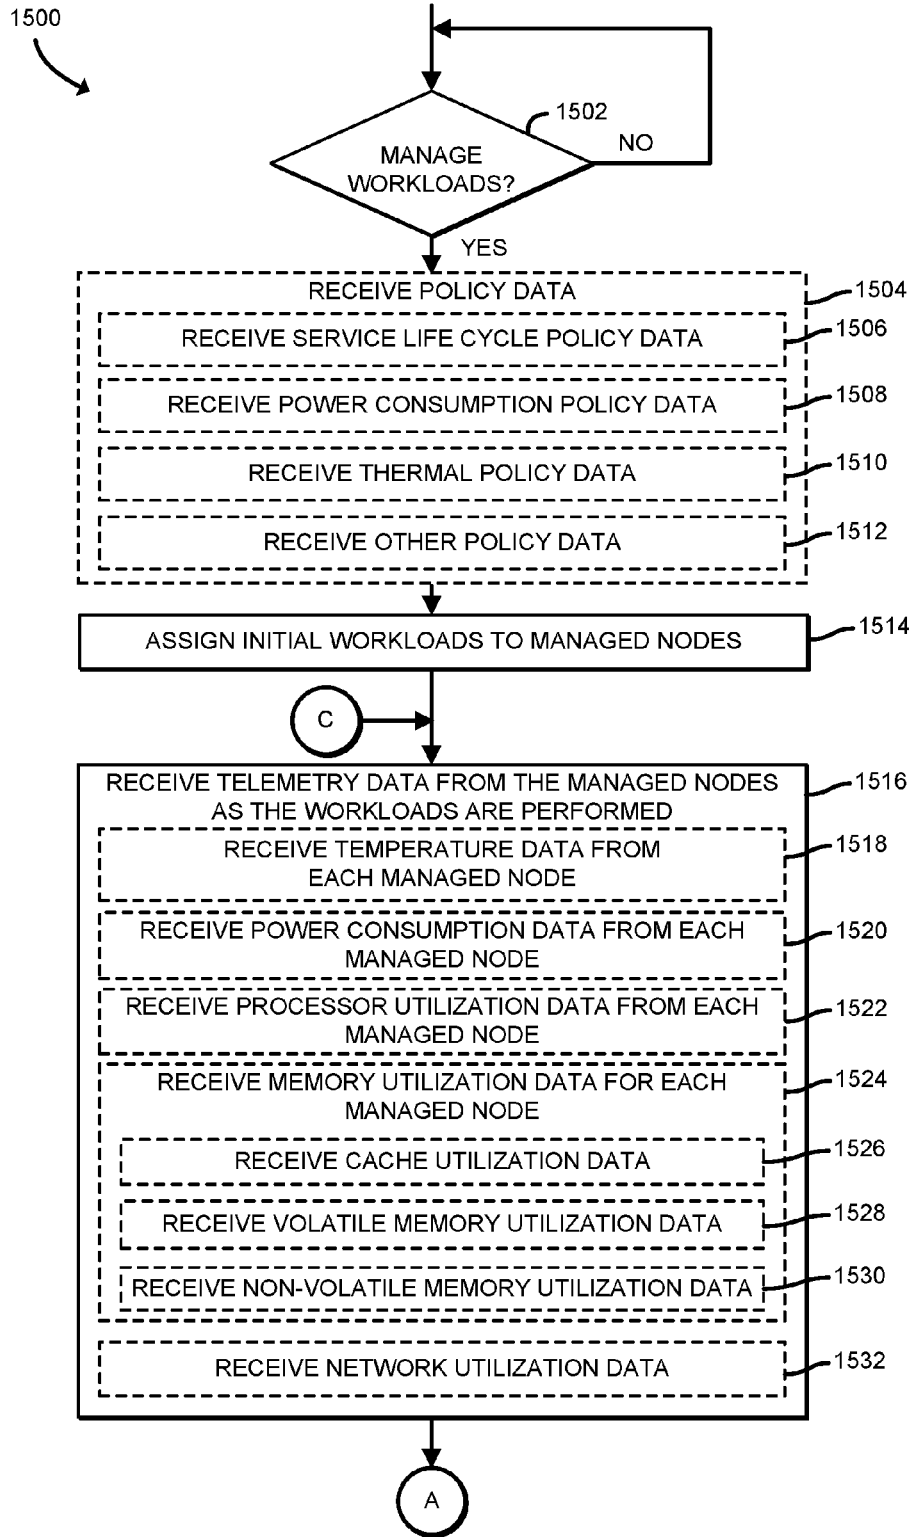 1500
1502
MANAGE
WORKLOADS?
NO
YES
RECEIVE POLICY DATA
1504
RECEIVE SERVICE LIFE CYCLE POLICY DATA
1506
RECEIVE POWER CONSUMPTION POLICY DATA
1508
RECEIVE THERMAL POLICY DATA
1510
RECEIVE OTHER POLICY DATA
1512
ASSIGN INITIAL WORKLOADS TO MANAGED NODES
1514
C
RECEIVE TELEMETRY DATA FROM THE MANAGED NODES
AS THE WORKLOADS ARE PERFORMED
1516
RECEIVE TEMPERATURE DATA FROM
EACH MANAGED NODE
1518
RECEIVE POWER CONSUMPTION DATA FROM EACH
MANAGED NODE
1520
RECEIVE PROCESSOR UTILIZATION DATA FROM EACH
MANAGED NODE
1522
RECEIVE MEMORY UTILIZATION DATA FOR EACH
MANAGED NODE
1524
RECEIVE CACHE UTILIZATION DATA
1526
RECEIVE VOLATILE MEMORY UTILIZATION DATA
1528
RECEIVE NON-VOLATILE MEMORY UTILIZATION DATA
1530
RECEIVE NETWORK UTILIZATION DATA
1532
A